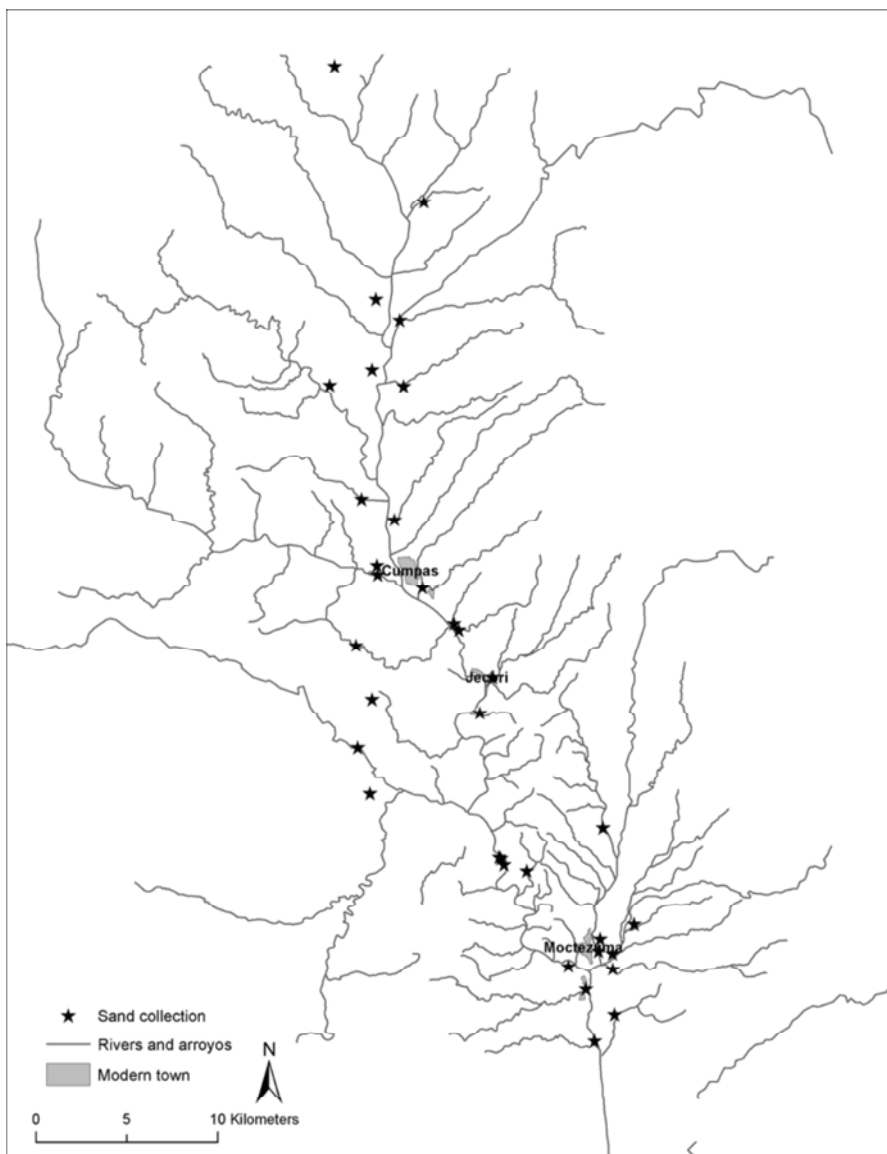 Cumpas
Jecori
Moctezuma
Sand collection
Rivers and arroyos
N
Modern town
0 5 10 Kilometers